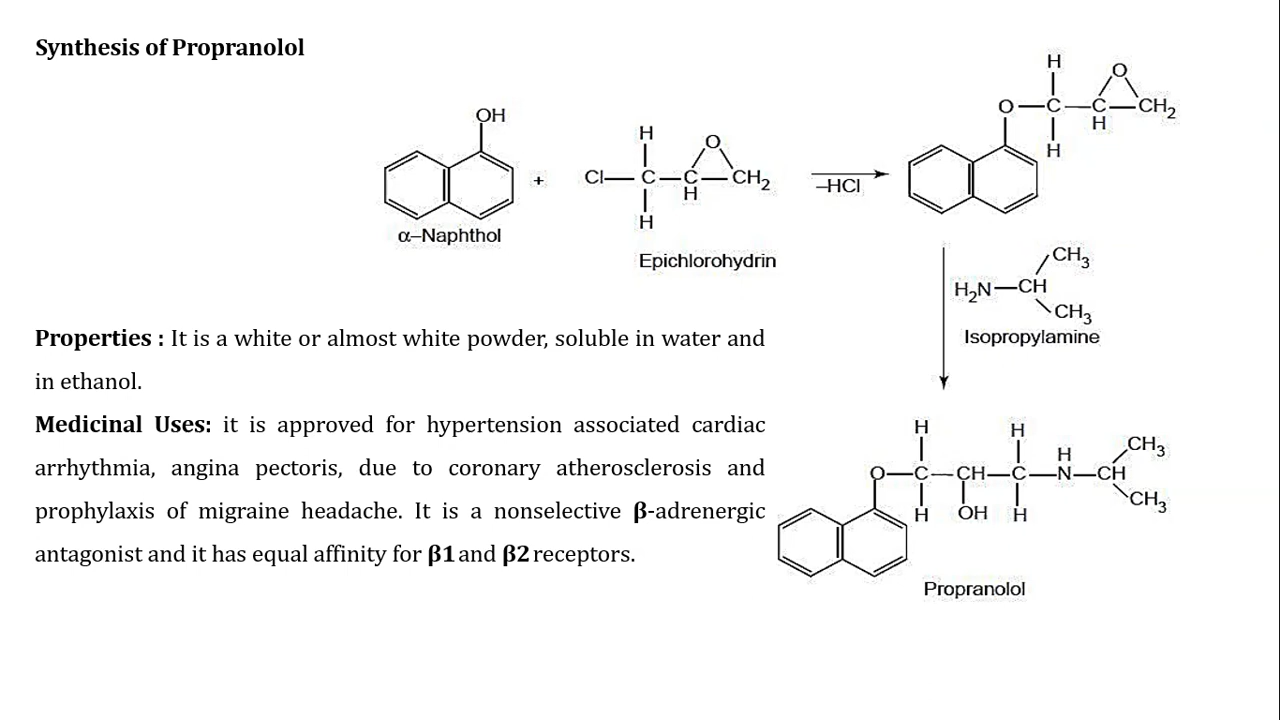 Synthesis of Propranolol
H
O
O—C—C—CH₂
H
H
OH
H
O
+
Cl—C—C—CH₂
H
H
–HCl
α–Naphthol
Epichlorohydrin
CH₃
H₂N—CH
CH₃
Isopropylamine
Properties : It is a white or almost white powder, soluble in water and
in ethanol.
Medicinal Uses: it is approved for hypertension associated cardiac
arrhythmia, angina pectoris, due to coronary atherosclerosis and
prophylaxis of migraine headache. It is a nonselective β-adrenergic
antagonist and it has equal affinity for β1 and β2 receptors.
H H H CH₃
O—C—CH—C—N—CH
H OH H CH₃
Propranolol